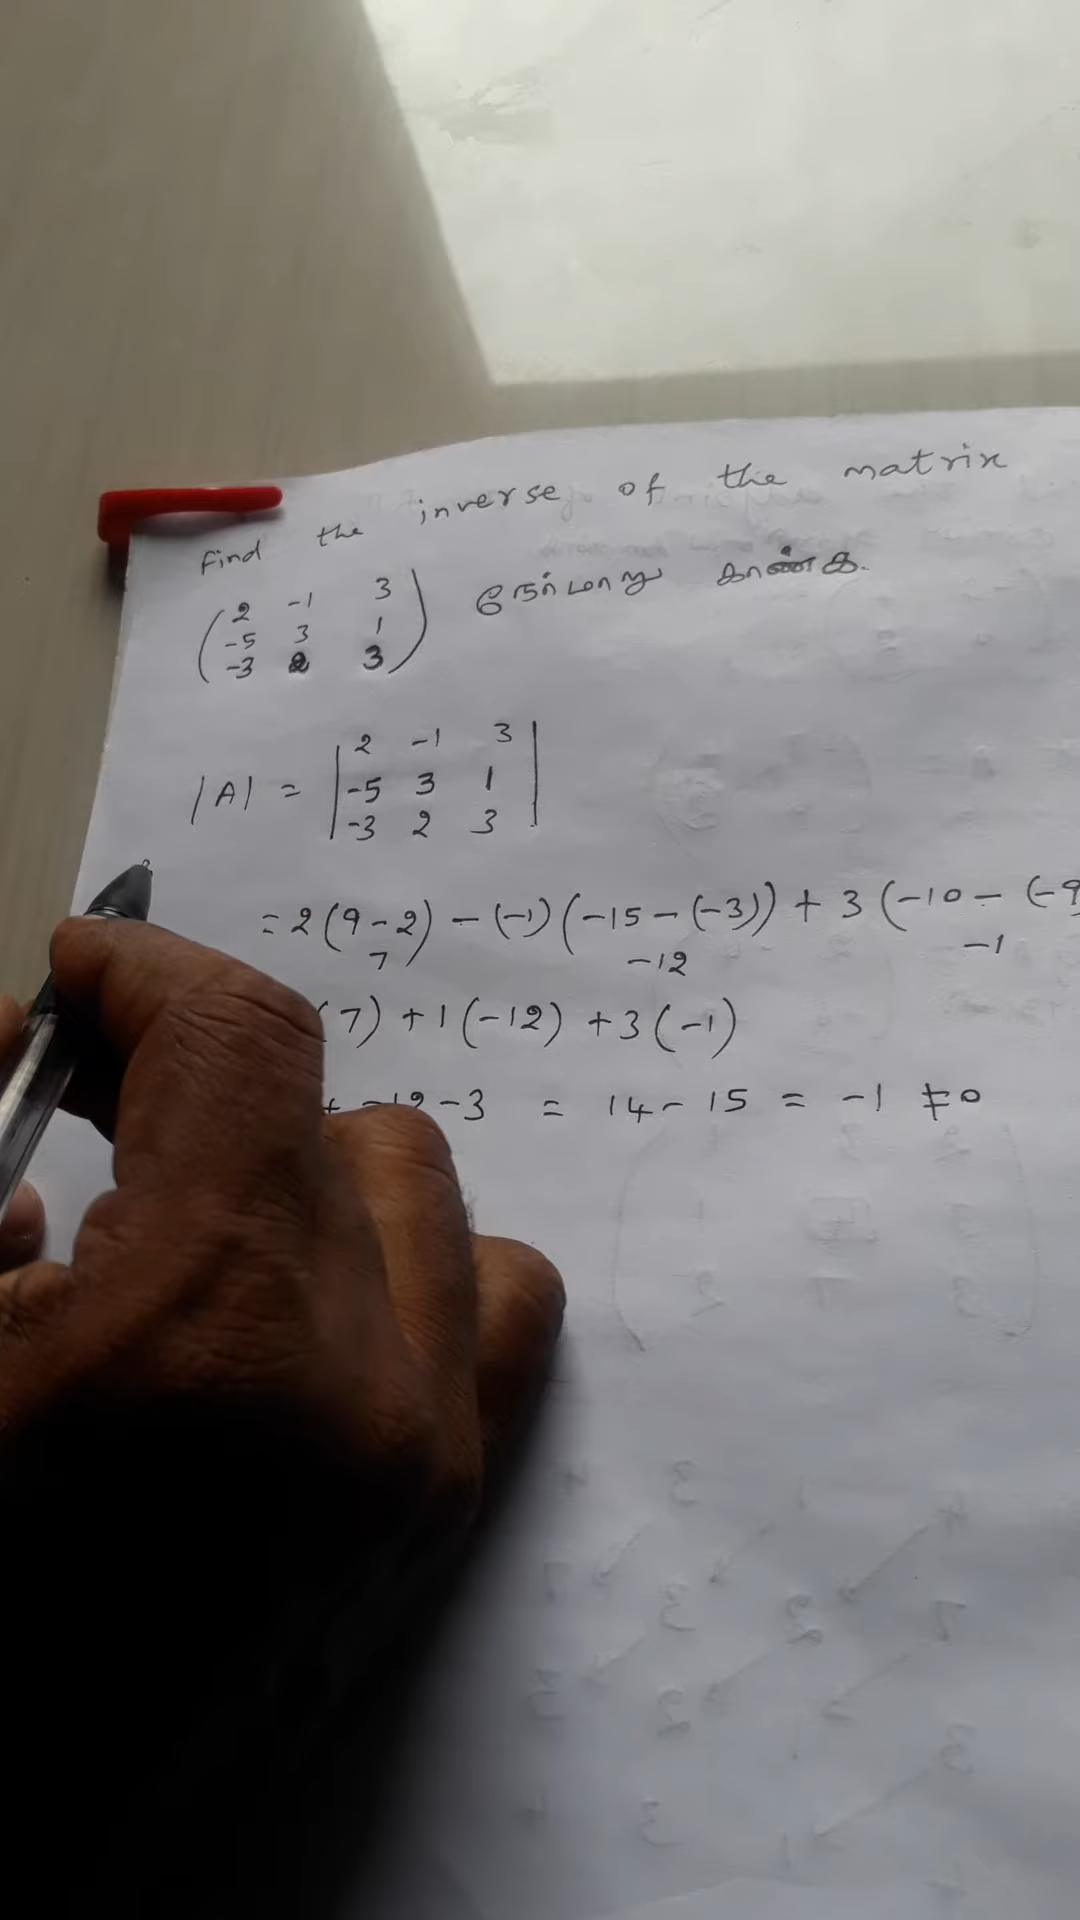 Find the inverse of the matrix
( 2 -1 3 ) நேர்மாறு காண்க.
-5 3 1
-3 2 3
|A| = | 2 -1 3 |
-5 3 1
-3 2 3
= 2 (9 - 2) - (-1) (-15 - (-3)) + 3 (-10 - (-9
7 -12 -1
7) + 1 (-12) + 3 (-1)
+ -12 - 3 = 14 - 15 = -1 ≠ 0